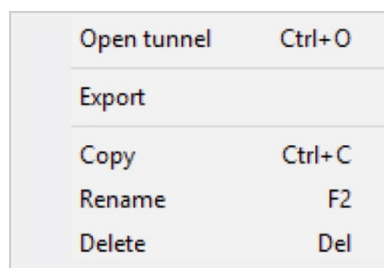 Open tunnel Ctrl+O
Export
Copy Ctrl+C
Rename F2
Delete Del